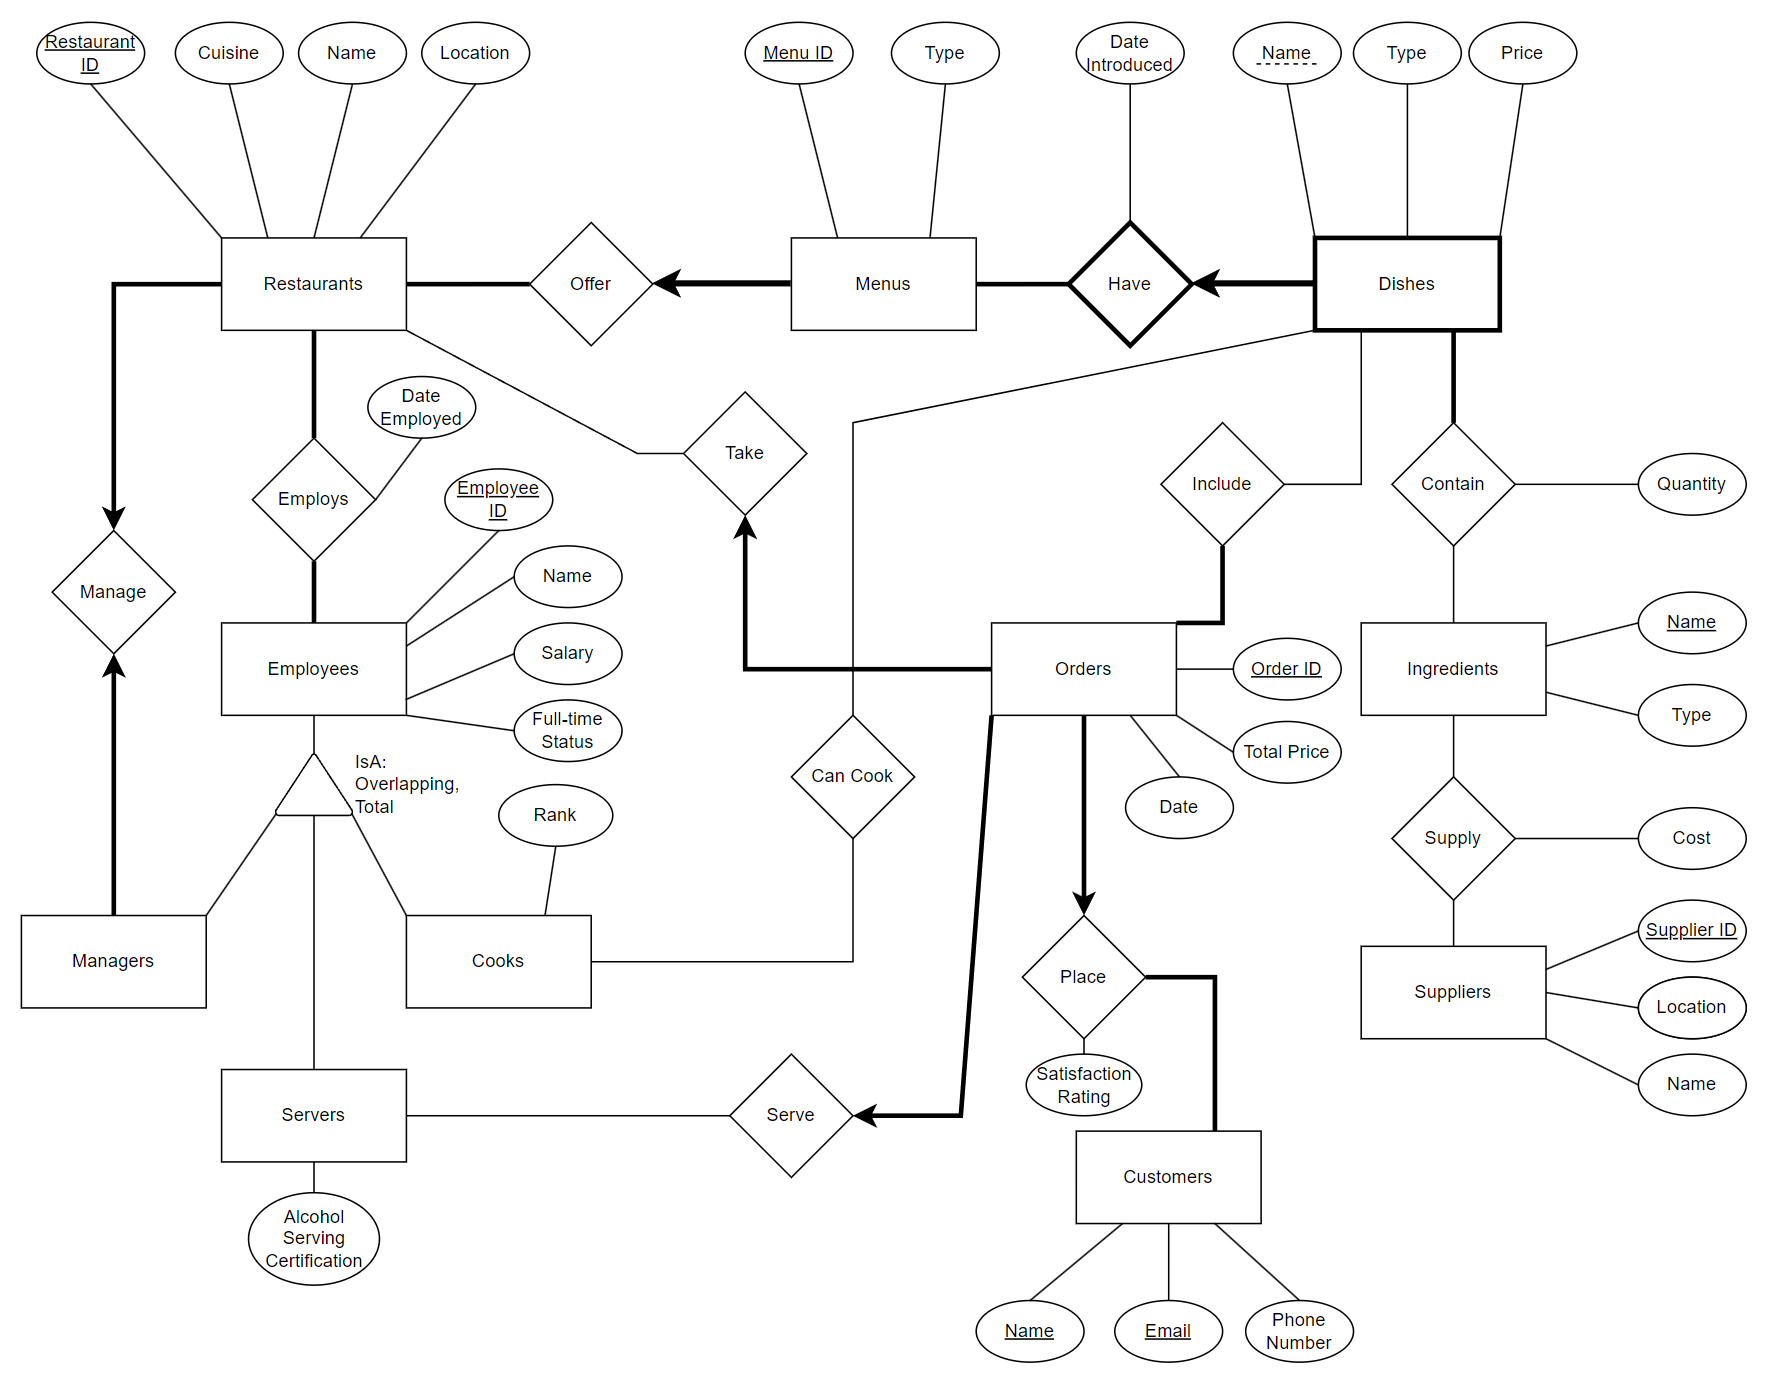 Restaurant
ID
Cuisine
Name
Location
Menu ID
Type
Date
Introduced
Name
Type
Price
Restaurants
Offer
Menus
Have
Dishes
Date
Employed
Take
Employs
Employee
ID
Include
Contain
Quantity
Manage
Name
Name
Employees
Salary
Orders
Order ID
Ingredients
Type
Full-time
Status
IsA:
Overlapping,
Total
Total Price
Can Cook
Rank
Date
Supply
Cost
Supplier ID
Managers
Cooks
Place
Suppliers
Location
Satisfaction
Rating
Name
Servers
Serve
Customers
Alcohol
Serving
Certification
Name
Email
Phone
Number